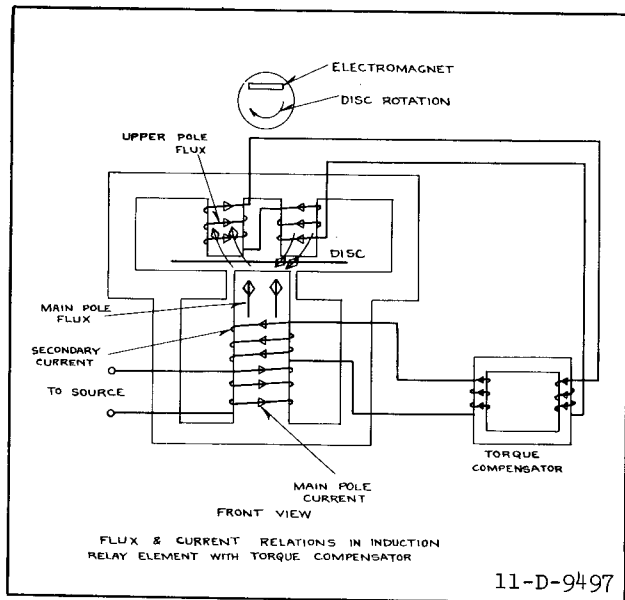 ELECTROMAGNET
DISC ROTATION
UPPER POLE
FLUX
DISC
MAIN POLE
FLUX
SECONDARY
CURRENT
TO SOURCE
TORQUE
COMPENSATOR
MAIN POLE
CURRENT
FRONT VIEW
FLUX & CURRENT RELATIONS IN INDUCTION
RELAY ELEMENT WITH TORQUE COMPENSATOR
11-D-9497